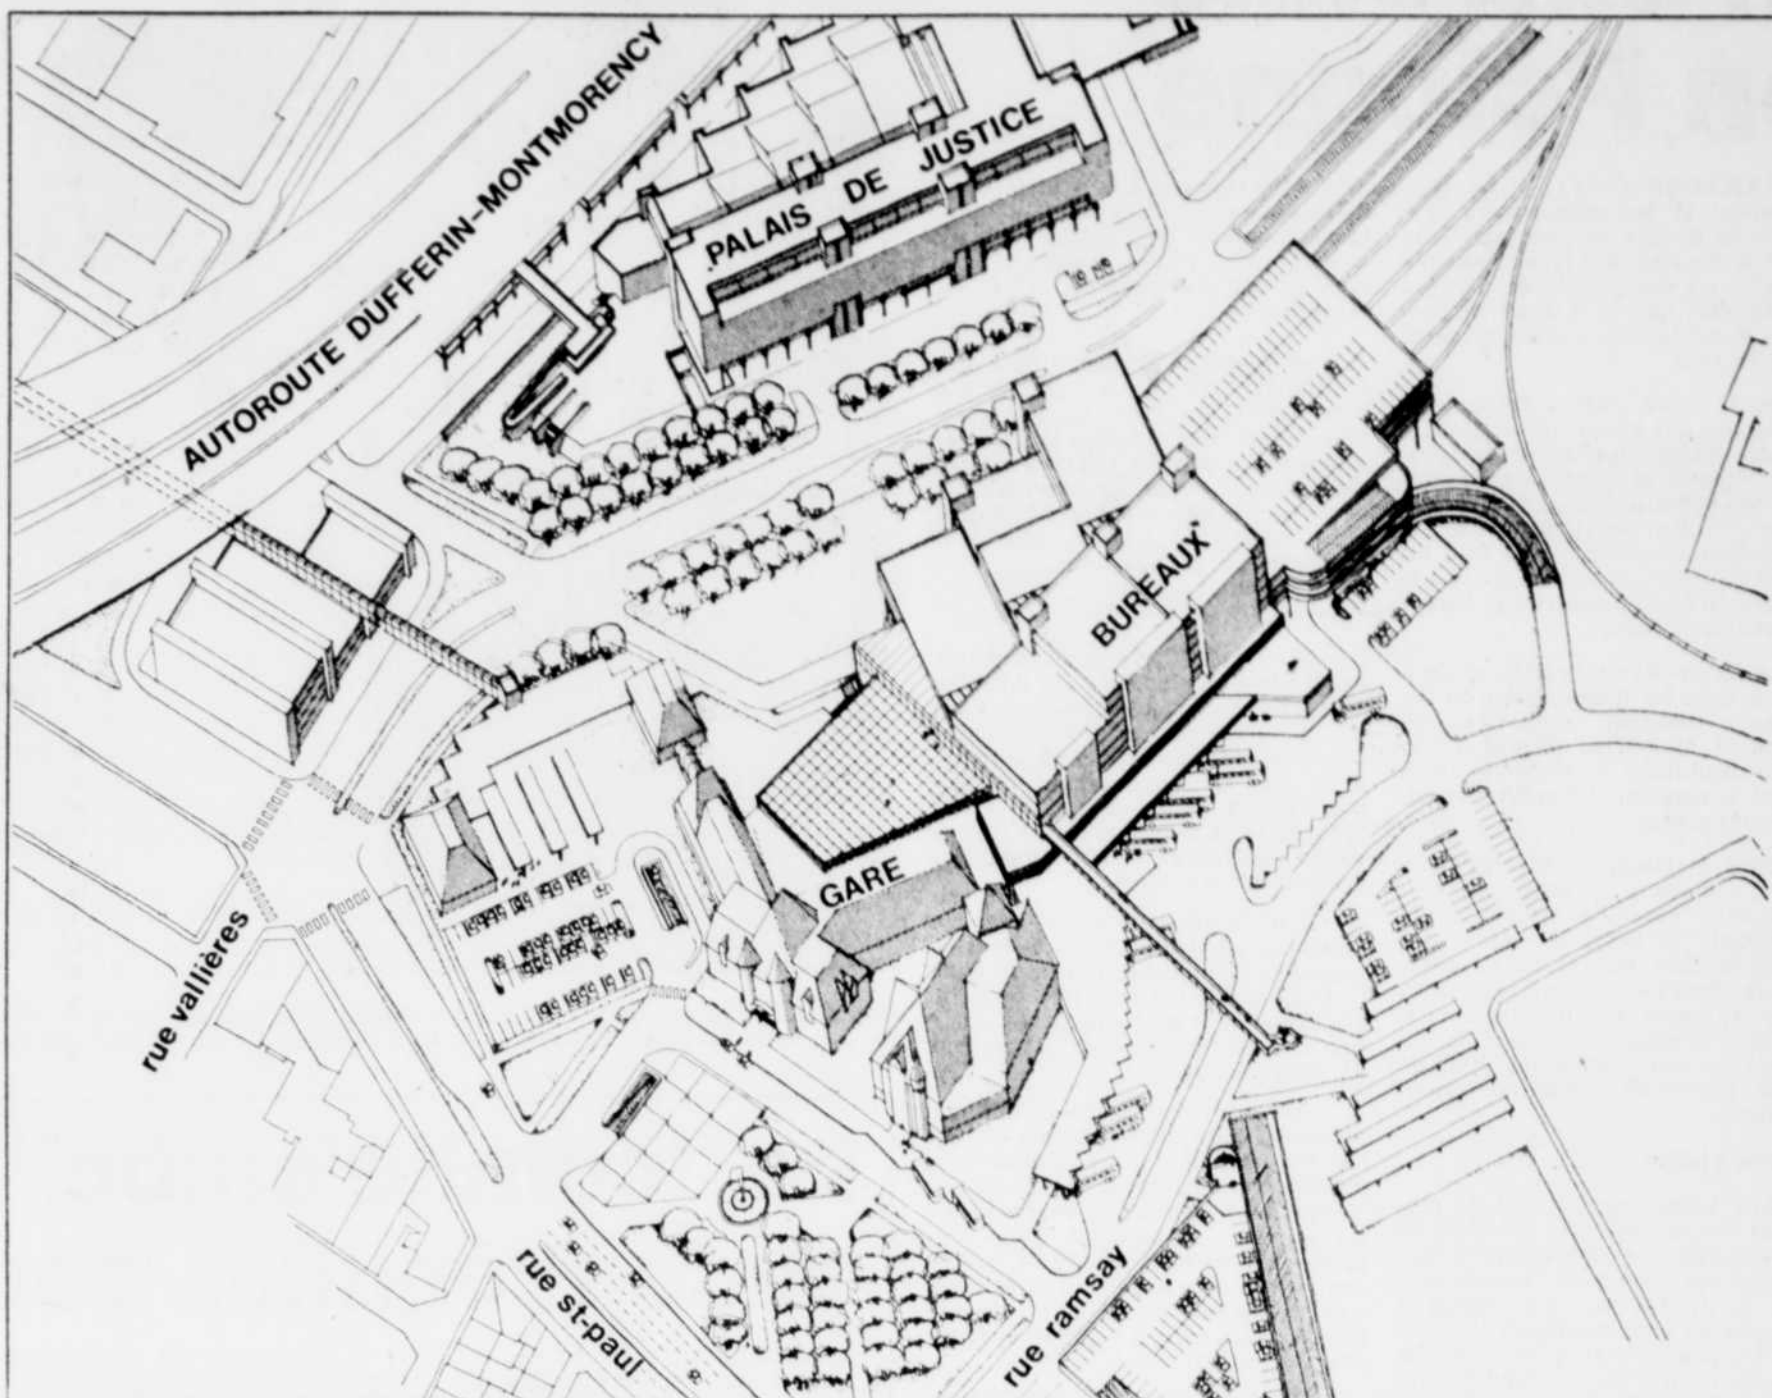 AUTOROUTE DUFFERIN-MONTMORENCY
PALAIS DE JUSTICE
BUREAUX
GARE
rue vallières
rue st-paul
rue ramsay